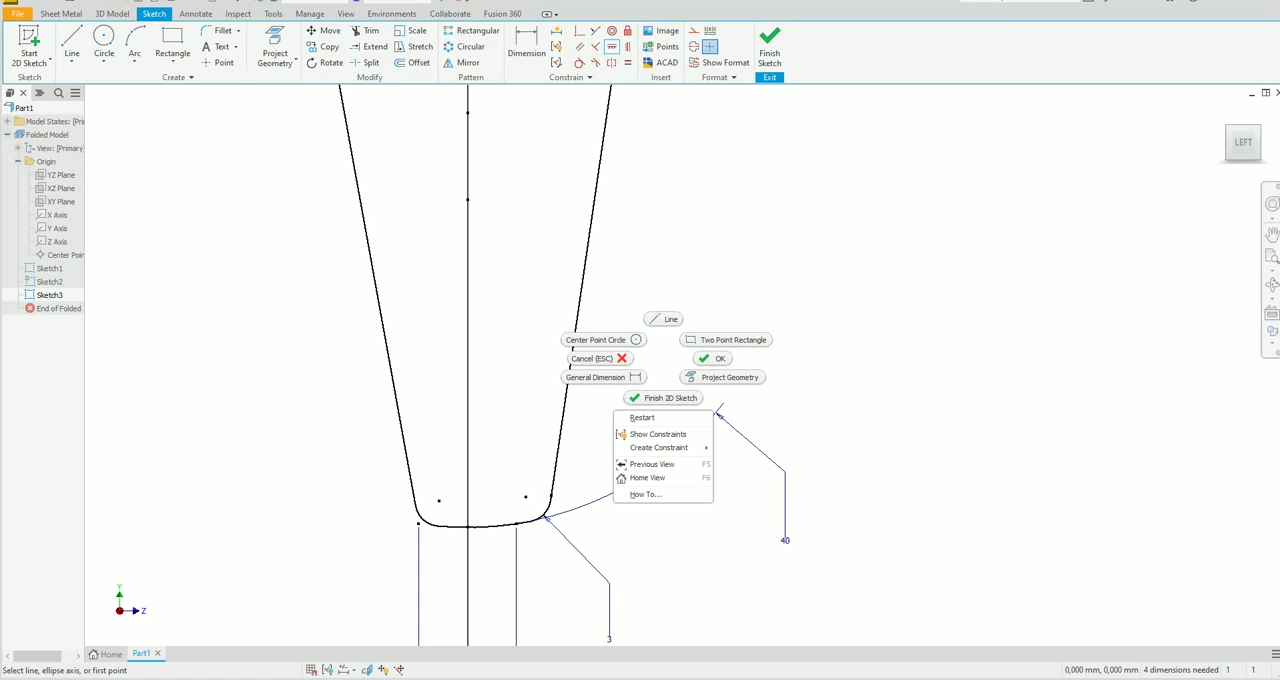 File Sheet Metal 3D Model Sketch Annotate Inspect Tools Manage View Environments Collaborate Fusion 360
Start
2D Sketch
Line
Circle
Arc
Rectangle
Fillet
Text
Point
Project
Geometry
Move
Copy
Rotate
Trim
Extend
Split
Scale
Stretch
Offset
Rectangular
Circular
Mirror
Dimension
Image
Points
ACAD
Show Format
Finish
Sketch
Sketch
Create
Modify
Pattern
Constrain
Insert
Format
Exit
Part1
Model States: [Pri
Folded Model
View: [Primary]
Origin
YZ Plane
XZ Plane
XY Plane
X Axis
Y Axis
Z Axis
Center Poin
Sketch1
Sketch2
Sketch3
End of Folded
LEFT
Line
Center Point Circle
Two Point Rectangle
Cancel (ESC)
OK
General Dimension
Project Geometry
Finish 2D Sketch
Restart
Show Constraints
Create Constraint
Previous View F5
Home View F6
How To...
40
3
Y
Z
Home
Part1
Select line, ellipse axis, or first point
0,000 mm, 0,000 mm 4 dimensions needed 1 1